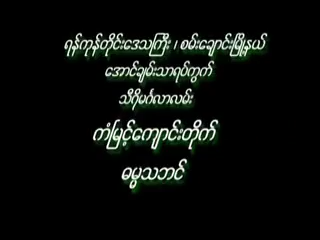 ရန်ကုန်တိုင်းဒေသကြီး ၊ စမ်းချောင်းမြို့နယ်
အောင်ချမ်းသာရပ်ကွက်
သီရိမင်္ဂလာလမ်း
ကံမြင့်ကျောင်းတိုက်
ဓမ္မသဘင်